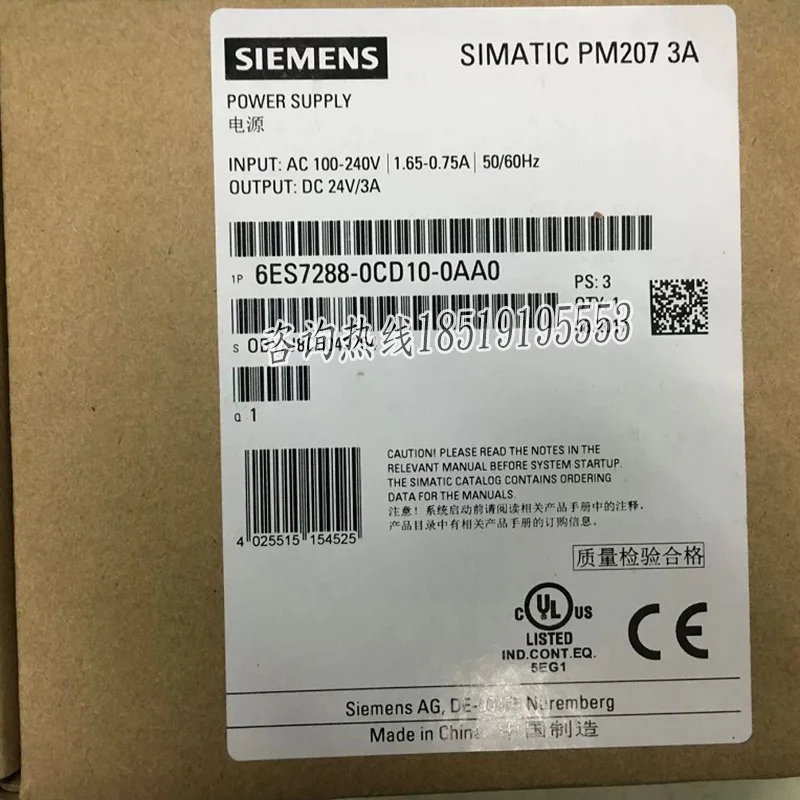 SIEMENS
SIMATIC PM207 3A
POWER SUPPLY
电源
INPUT: AC 100-240V | 1.65-0.75A | 50/60Hz
OUTPUT: DC 24V/3A
1P 6ES7288-0CD10-0AA0
PS: 3
QTY: 1
咨询热线18519195553
S
Q 1
CAUTION! PLEASE READ THE NOTES IN THE
RELEVANT MANUAL BEFORE SYSTEM STARTUP.
THE SIMATIC CATALOG CONTAINS ORDERING
DATA FOR THE MANUALS.
注意！系统启动前请阅读相关产品手册中的注释，
产品目录中有相关产品手册的订购信息。
4 025515 154525
质量检验合格
C UL US
LISTED
IND.CONT.EQ.
5EG1
CE
Siemens AG, Nuremberg
Made in China 中国制造